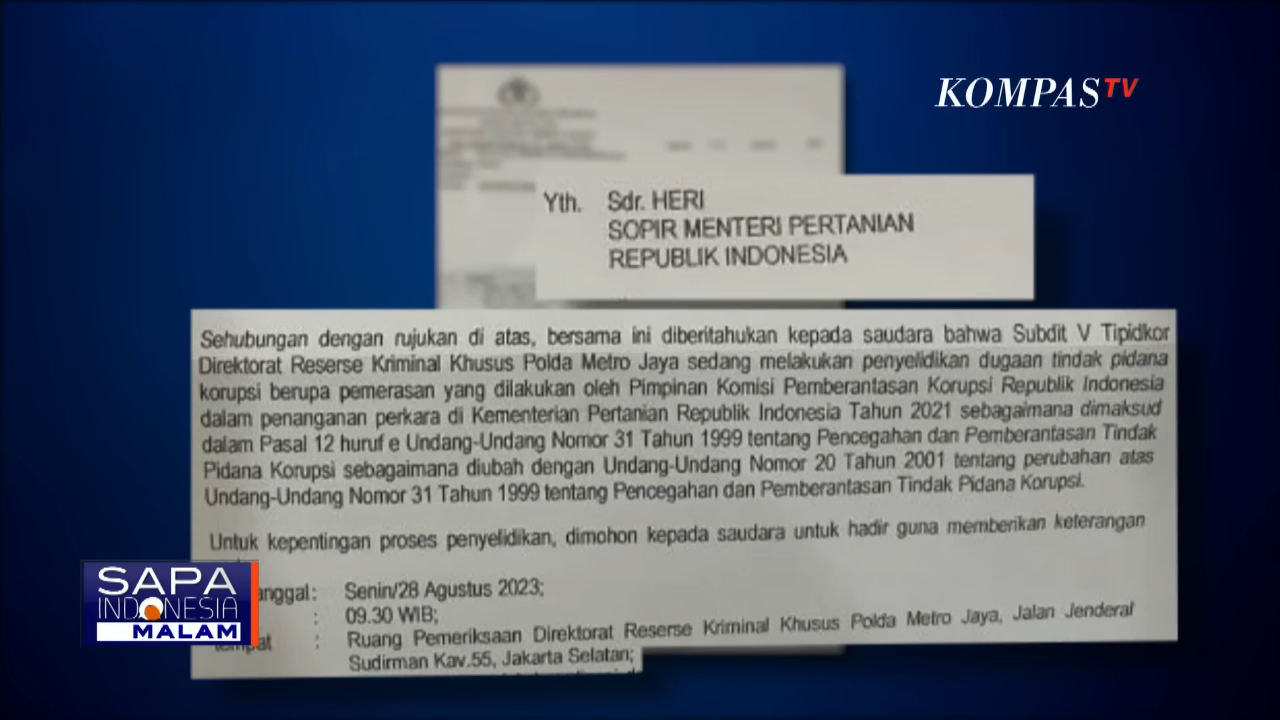 KOMPAS TV
Yth. Sdr. HERI
SOPIR MENTERI PERTANIAN
REPUBLIK INDONESIA
Sehubungan dengan rujukan di atas, bersama ini diberitahukan kepada saudara bahwa Subdit V Tipidkor
Direktorat Reserse Kriminal Khusus Polda Metro Jaya sedang melakukan penyelidikan dugaan tindak pidana
korupsi berupa pemerasan yang dilakukan oleh Pimpinan Komisi Pemberantasan Korupsi Republik Indonesia
dalam penanganan perkara di Kementerian Pertanian Republik Indonesia Tahun 2021 sebagaimana dimaksud
dalam Pasal 12 huruf e Undang-Undang Nomor 31 Tahun 1999 tentang Pencegahan dan Pemberantasan Tindak
Pidana Korupsi sebagaimana diubah dengan Undang-Undang Nomor 20 Tahun 2001 tentang perubahan atas
Undang-Undang Nomor 31 Tahun 1999 tentang Pencegahan dan Pemberantasan Tindak Pidana Korupsi.
Untuk kepentingan proses penyelidikan, dimohon kepada saudara untuk hadir guna memberikan keterangan
anggal: Senin/28 Agustus 2023;
: 09.30 WIB;
: Ruang Pemeriksaan Direktorat Reserse Kriminal Khusus Polda Metro Jaya, Jalan Jenderal
Sudirman Kav.55, Jakarta Selatan;
SAPA
INDONESIA
MALAM